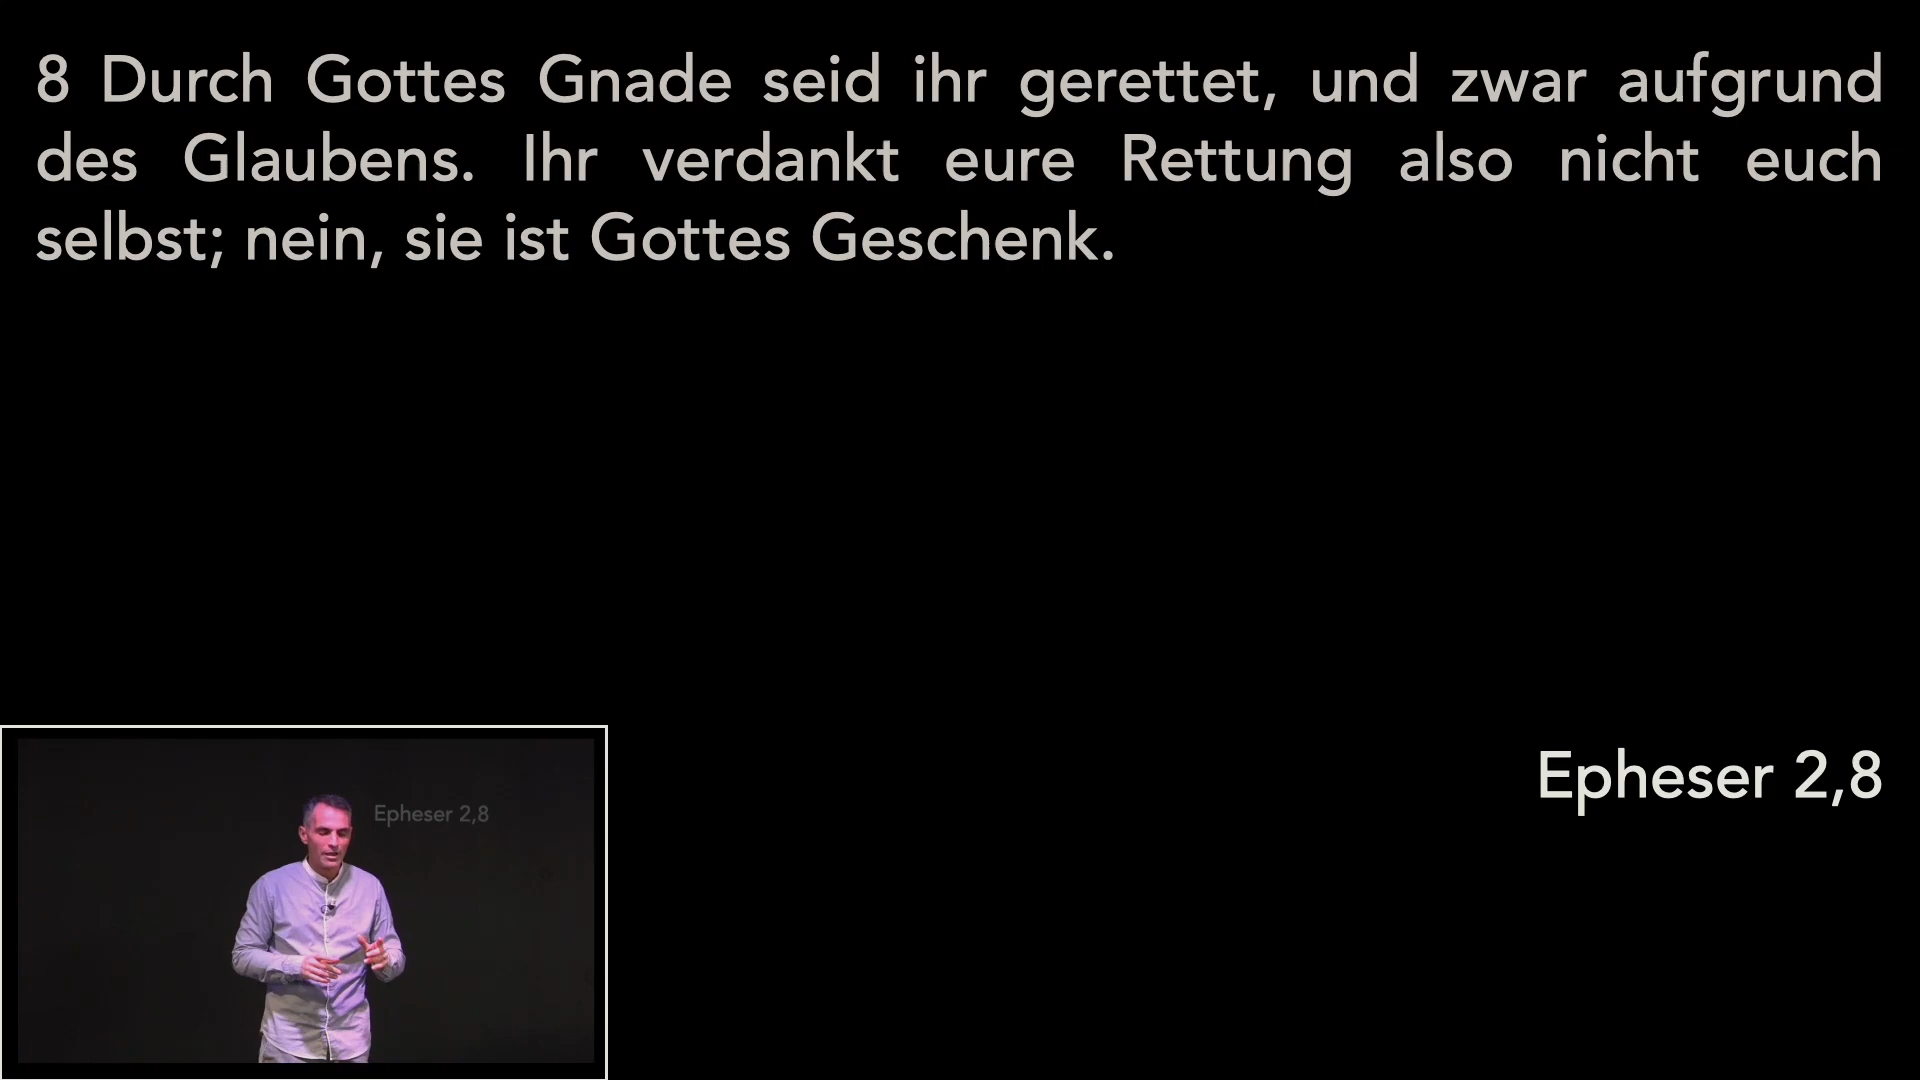 8 Durch Gottes Gnade seid ihr gerettet, und zwar aufgrund
des Glaubens. Ihr verdankt eure Rettung also nicht euch
selbst; nein, sie ist Gottes Geschenk.
Epheser 2,8
Epheser 2,8